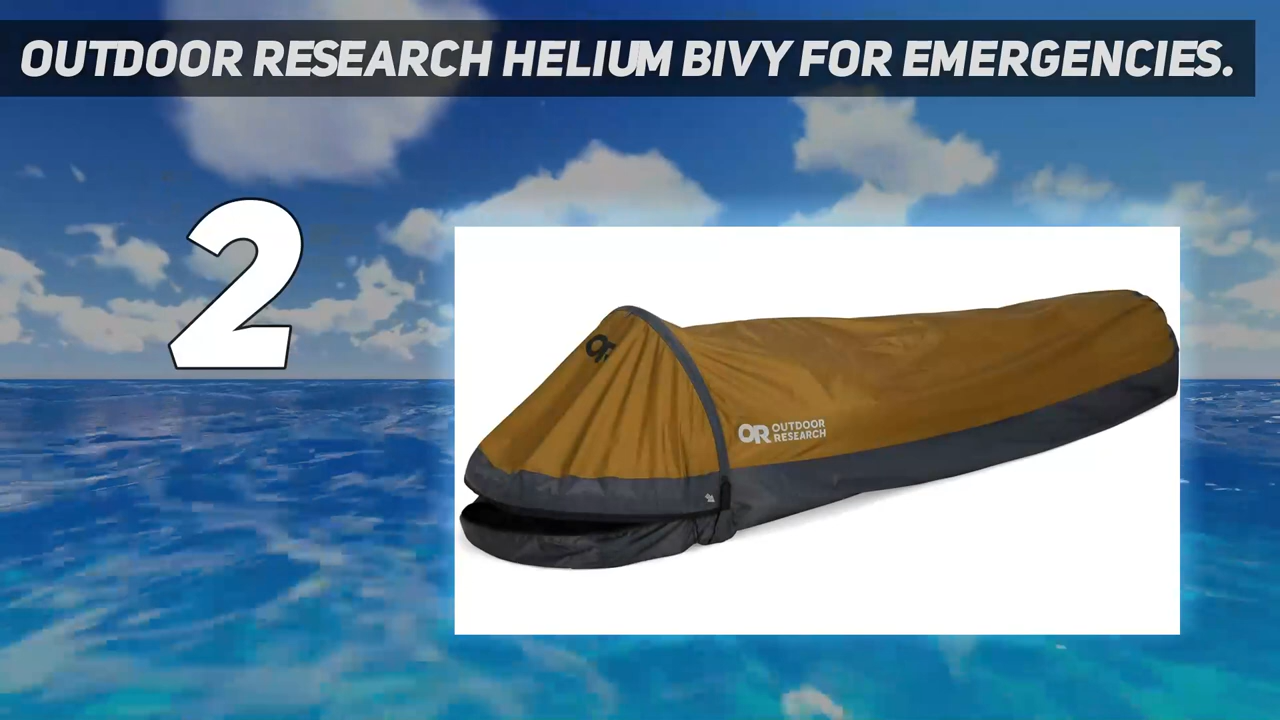 OUTDOOR RESEARCH HELIUM BIVY FOR EMERGENCIES.
2
OR
OR OUTDOOR
RESEARCH